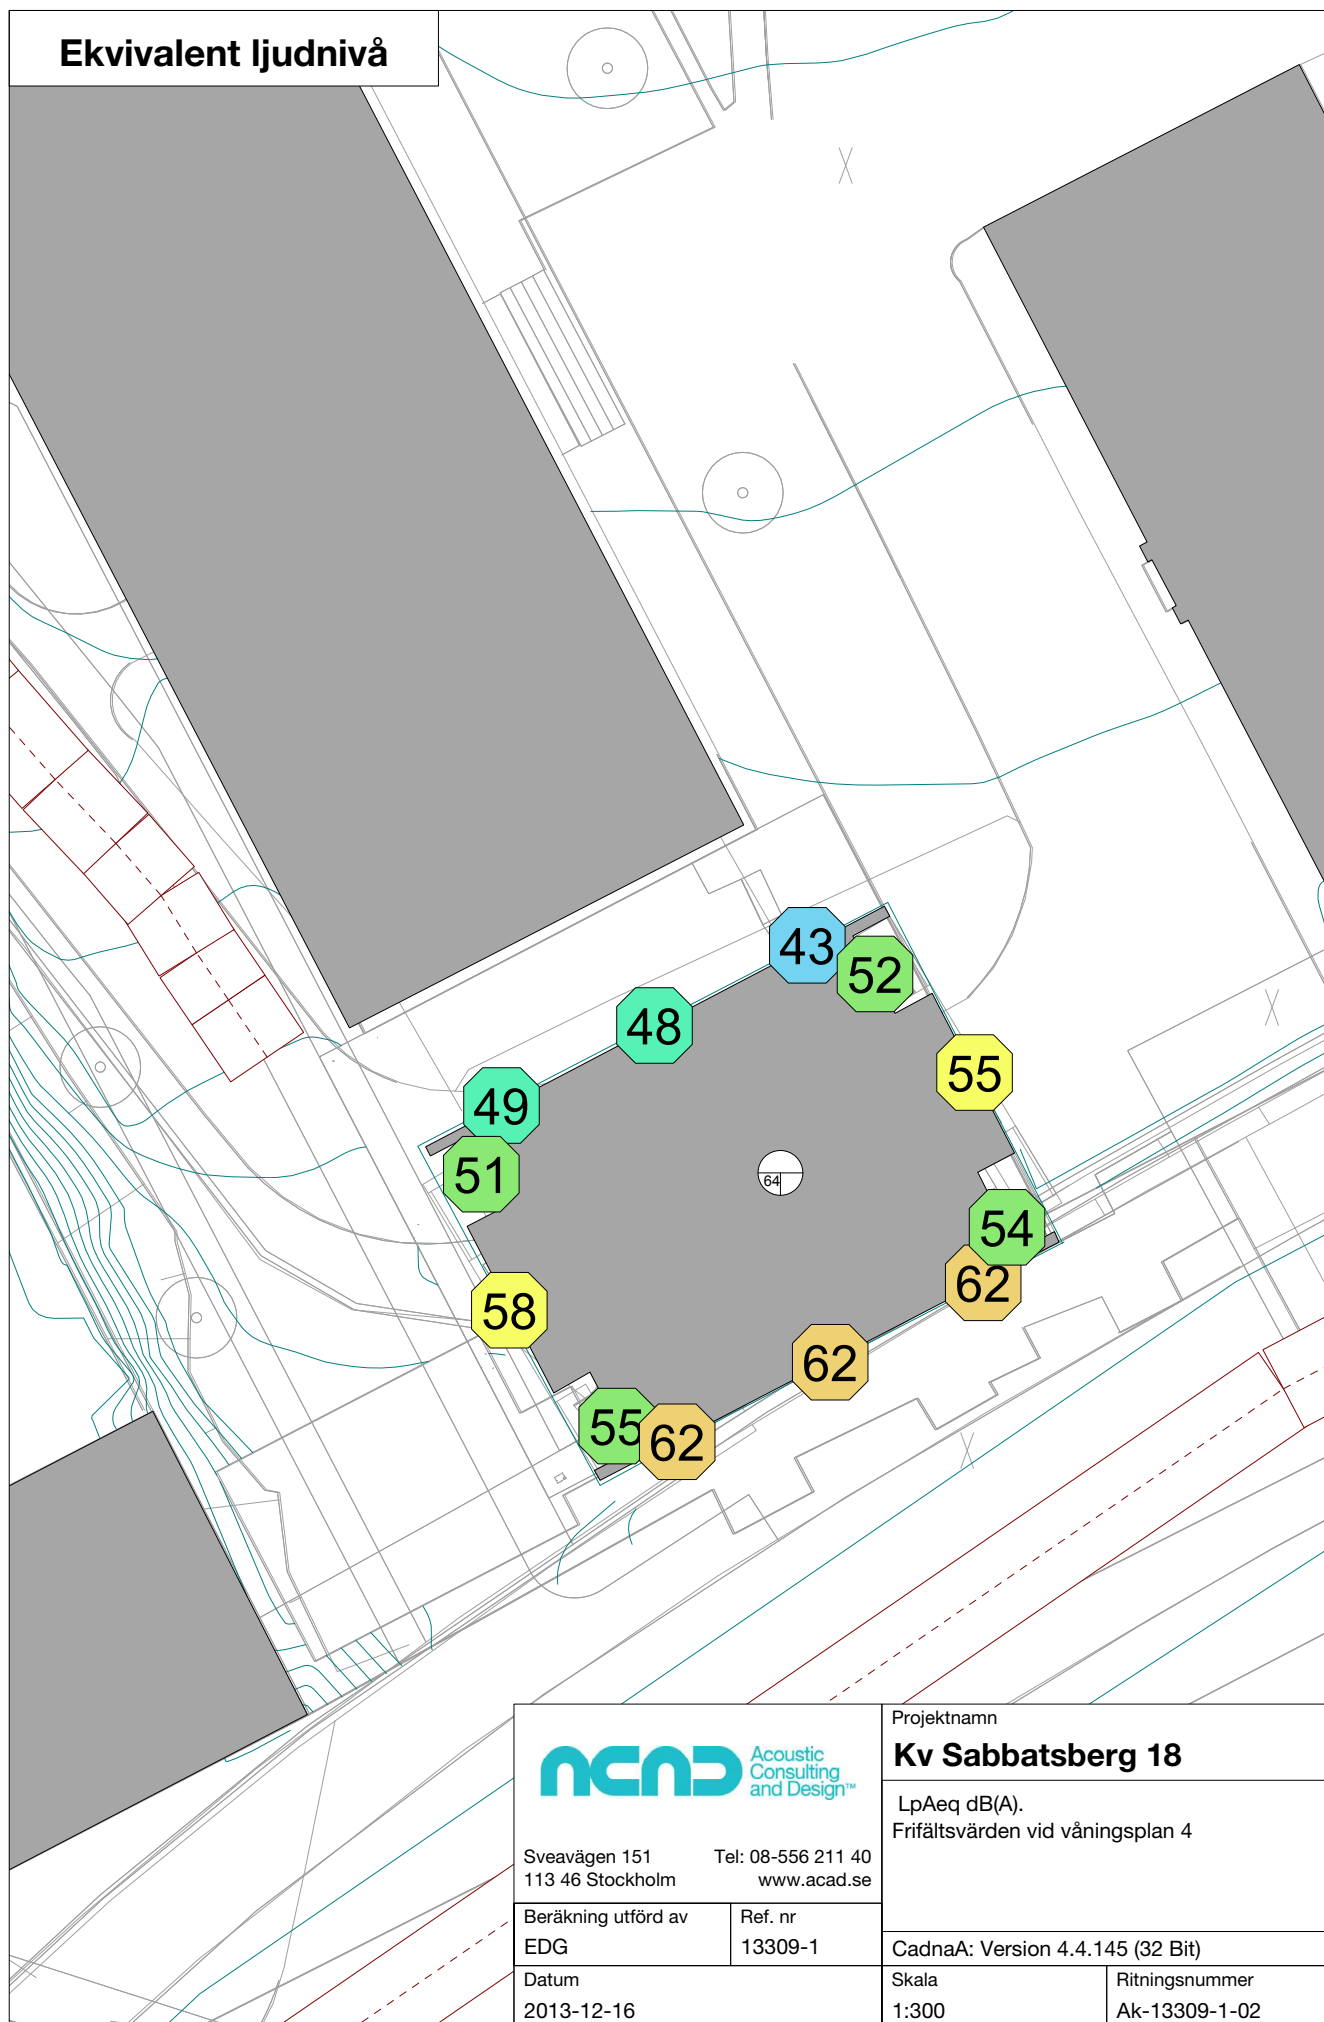 Ekvivalent ljudnivå
43
52
48
55
49
51
64
54
62
58
62
55
62
acad
Acoustic
Consulting
and Design™
Sveavägen 151
Tel: 08-556 211 40
113 46 Stockholm
www.acad.se
Beräkning utförd av
EDG
Ref. nr
13309-1
Datum
2013-12-16
Projektnamn
Kv Sabbatsberg 18
LpAeq dB(A).
Frifältsvärden vid våningsplan 4
CadnaA: Version 4.4.145 (32 Bit)
Skala
1:300
Ritningsnummer
Ak-13309-1-02